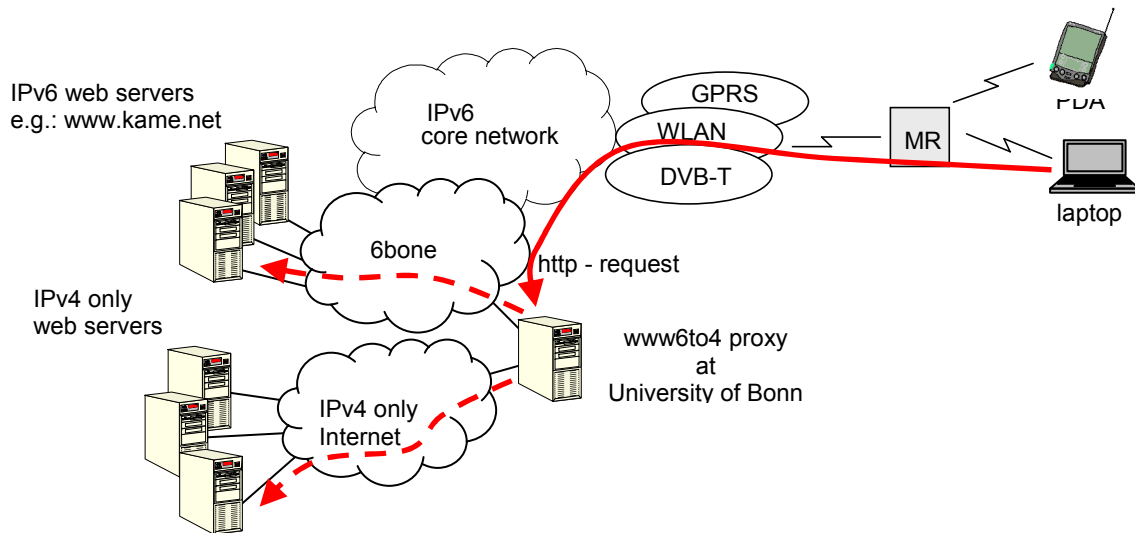 IPv6 web servers
e.g.: www.kame.net
IPv6
core network
GPRS
WLAN
DVB-T
MR
PDA
laptop
6bone
http - request
IPv4 only
web servers
www6to4 proxy
at
University of Bonn
IPv4 only
Internet